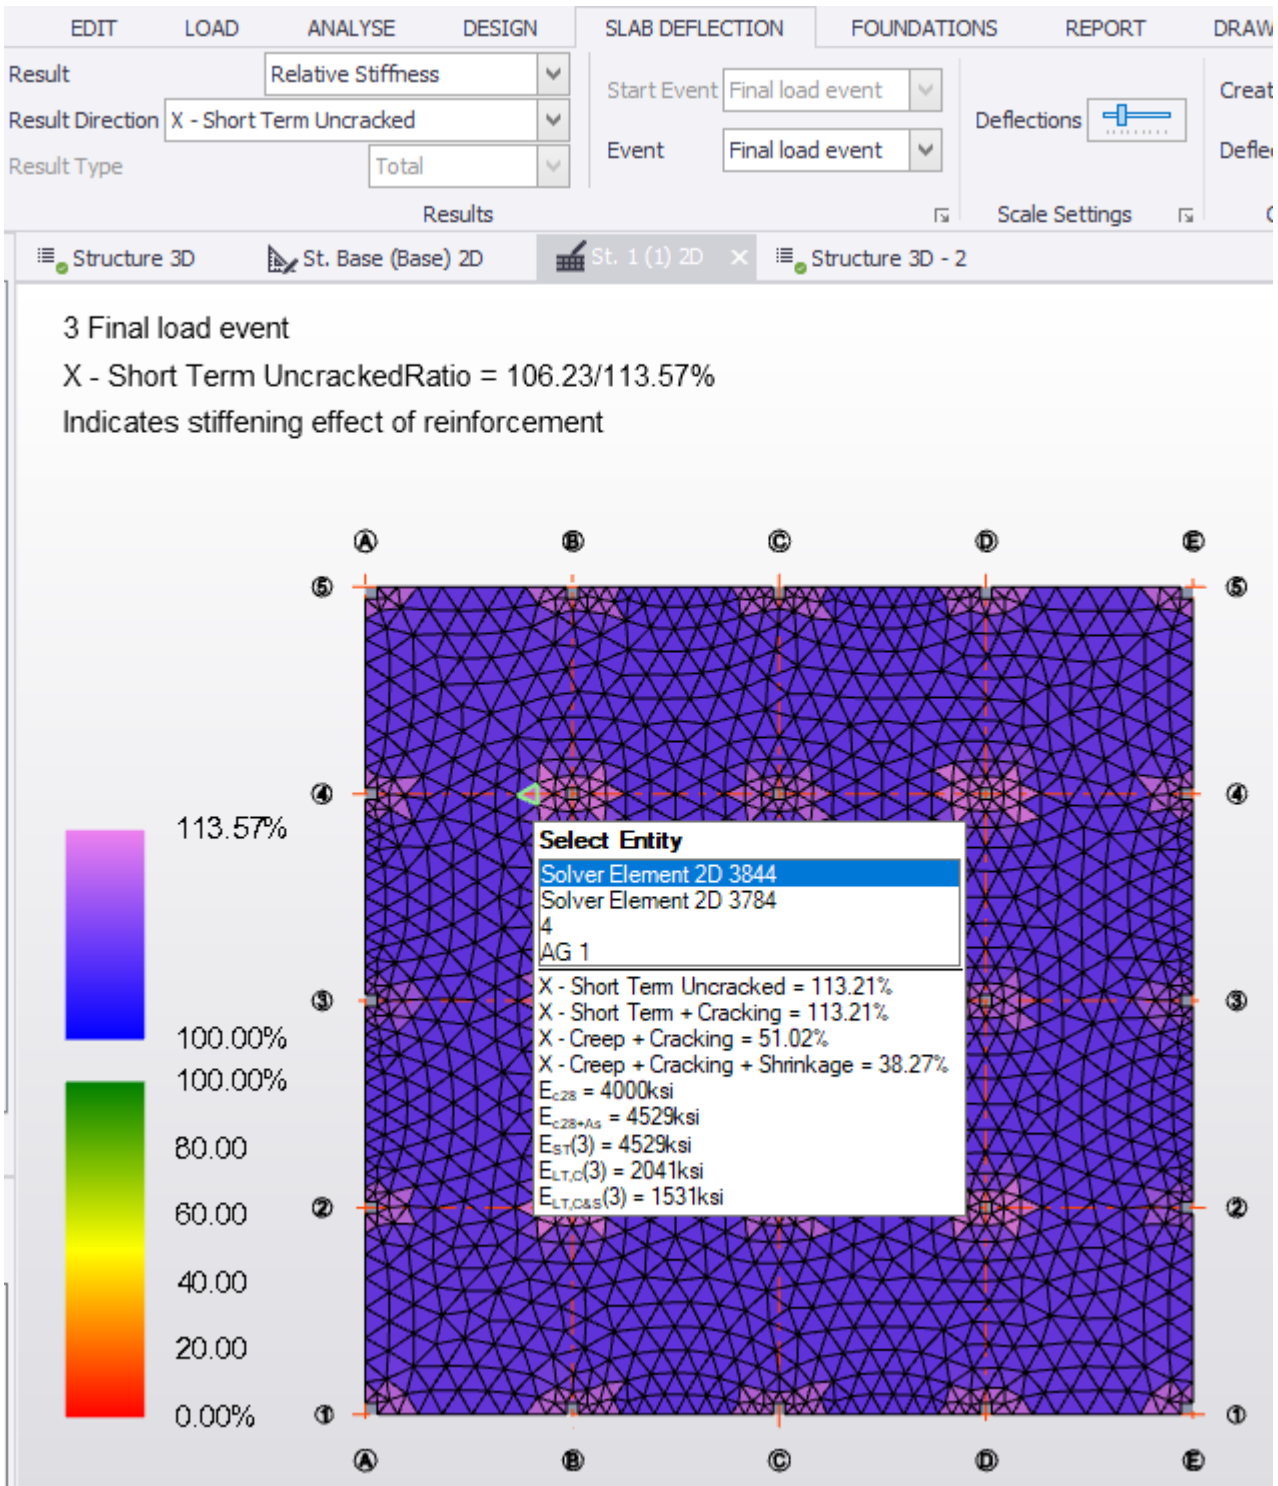 EDIT LOAD ANALYSE DESIGN SLAB DEFLECTION FOUNDATIONS REPORT DRAW
Result Relative Stiffness
Result Direction X - Short Term Uncracked
Result Type Total
Results
Start Event Final load event
Event Final load event
Deflections
Scale Settings
Creat
Defle
Structure 3D St. Base (Base) 2D St. 1 (1) 2D Structure 3D - 2
3 Final load event
X - Short Term UncrackedRatio = 106.23/113.57%
Indicates stiffening effect of reinforcement
A B C D E
5 5
4 4
3 3
2 2
1 1
A B C D E
113.57%
100.00%
100.00%
80.00
60.00
40.00
20.00
0.00%
Select Entity
Solver Element 2D 3844
Solver Element 2D 3784
4
AG 1
X - Short Term Uncracked = 113.21%
X - Short Term + Cracking = 113.21%
X - Creep + Cracking = 51.02%
X - Creep + Cracking + Shrinkage = 38.27%
Ec28 = 4000ksi
Ec28+As = 4529ksi
EST(3) = 4529ksi
ELT,C(3) = 2041ksi
ELT,C&S(3) = 1531ksi